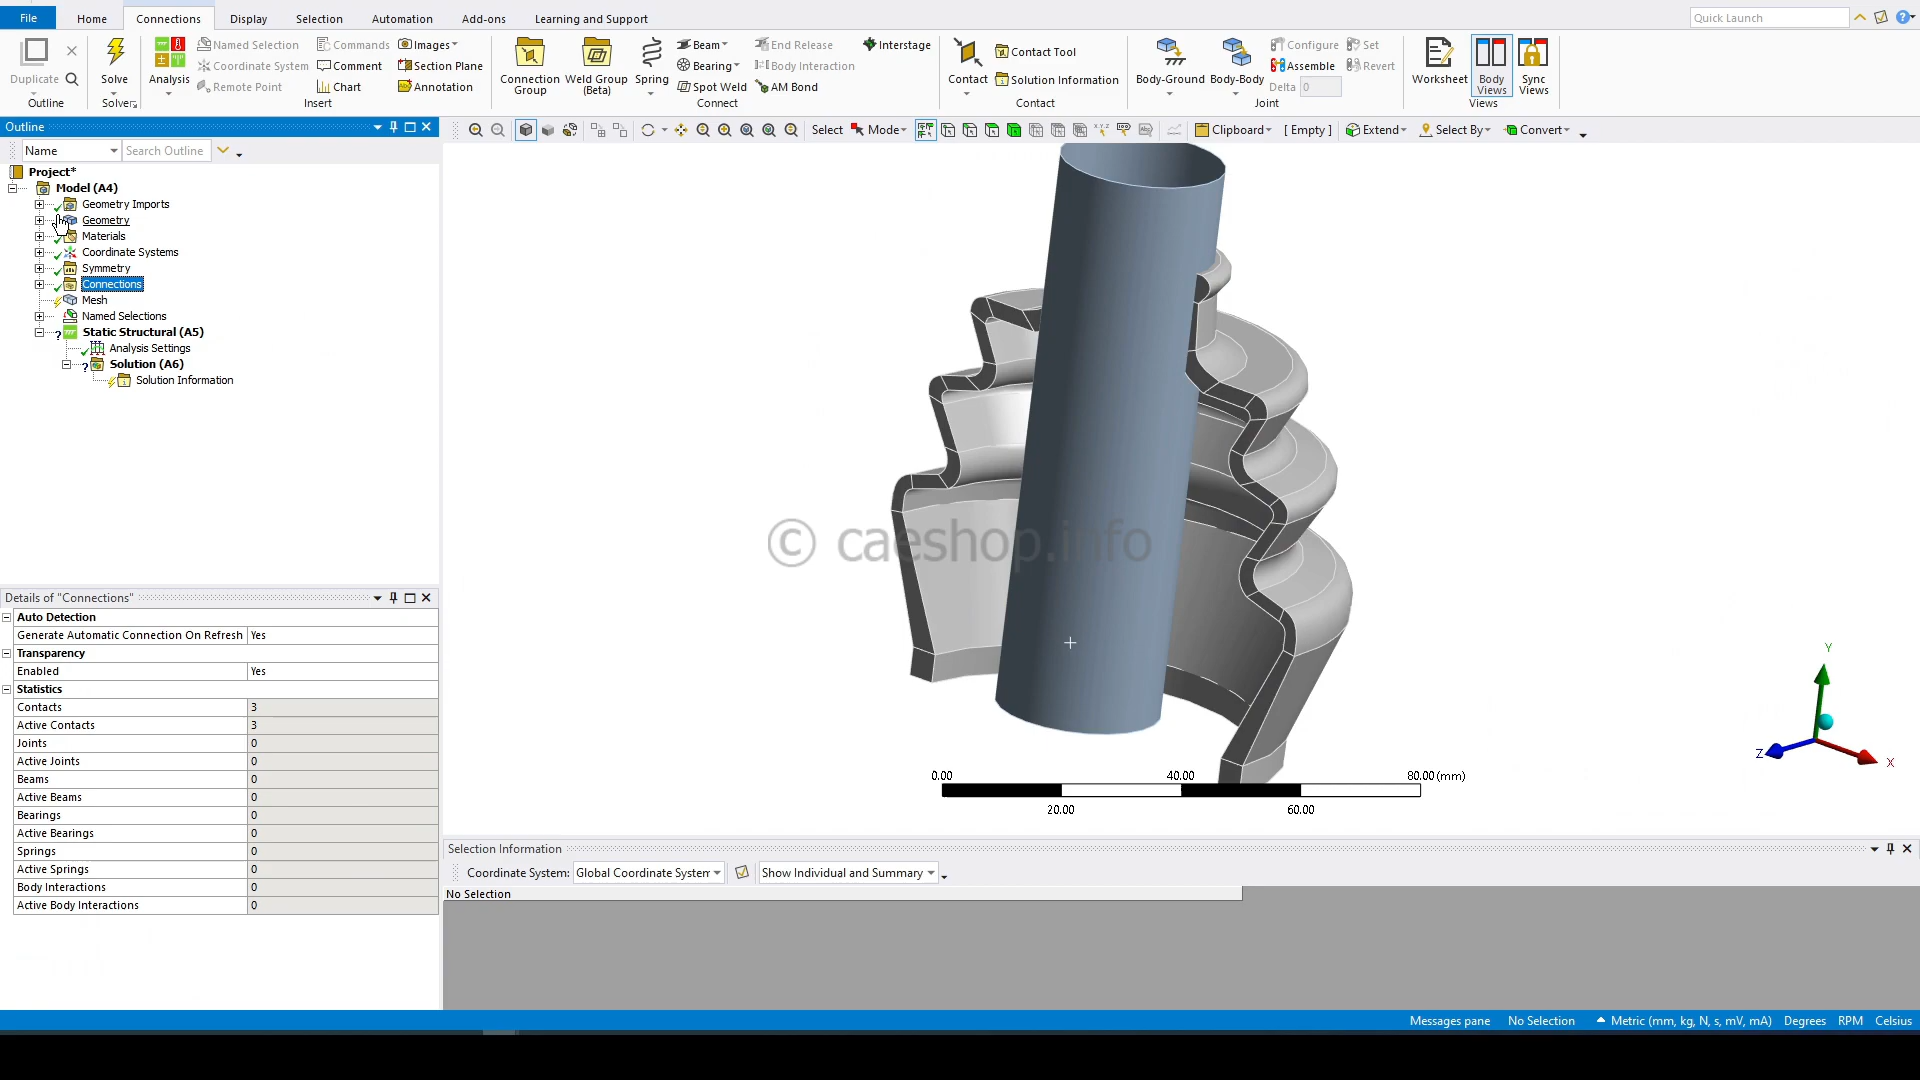 File Home Connections Display Selection Automation Add-ons Learning and Support Quick Launch
Duplicate Solve Analysis Named Selection Commands Images Connection Group Weld Group (Beta) Spring Beam End Release Interstage Contact Contact Tool Body-Ground Body-Body Configure Set Worksheet Body Views Sync Views
Coordinate System Comment Section Plane Bearing Body Interaction Solution Information Assemble Revert
Remote Point Chart Annotation Spot Weld AM Bond Delta 0
Outline Solver Insert Connect Contact Joint Views
Outline
Select Mode Clipboard [ Empty ] Extend Select By Convert
Name Search Outline
Project*
Model (A4)
Geometry Imports
Geometry
Materials
Coordinate Systems
Symmetry
Connections
Mesh
Named Selections
Static Structural (A5)
Analysis Settings
Solution (A6)
Solution Information
© caeshop.info
Details of "Connections"
Auto Detection
Generate Automatic Connection On Refresh Yes
Transparency
Enabled Yes
Statistics
Contacts 3
Active Contacts 3
Joints 0
Active Joints 0
Beams 0
Active Beams 0
Bearings 0
Active Bearings 0
Springs 0
Active Springs 0
Body Interactions 0
Active Body Interactions 0
Y
Z
X
0.00 40.00 80.00 (mm)
20.00 60.00
Selection Information
Coordinate System: Global Coordinate System Show Individual and Summary
No Selection
Messages pane No Selection Metric (mm, kg, N, s, mV, mA) Degrees RPM Celsius